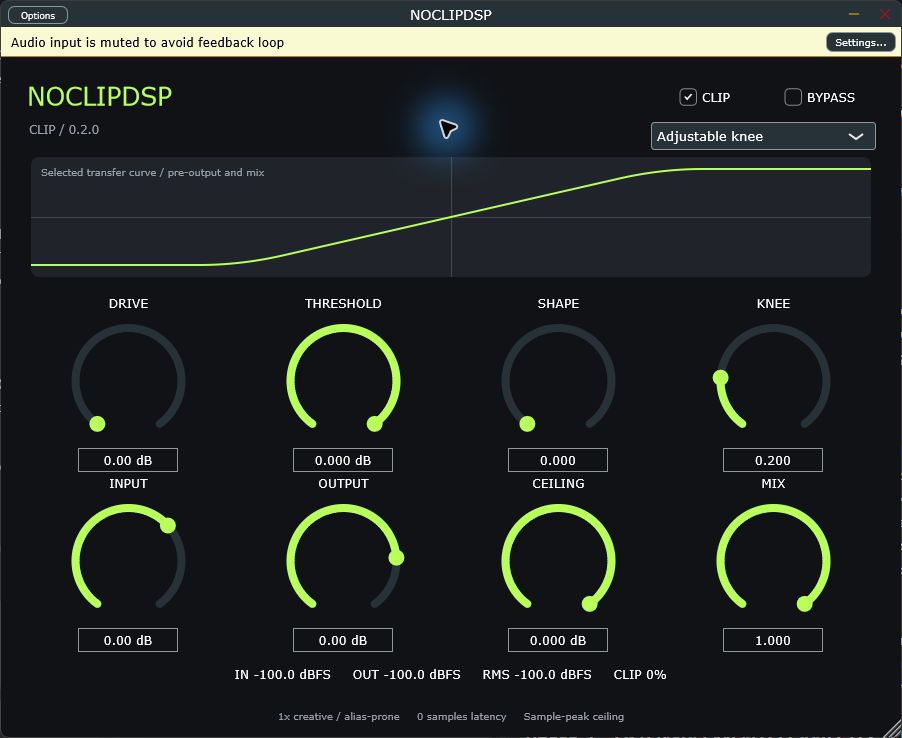 Options
NOCLIPDSP
Audio input is muted to avoid feedback loop
Settings...
NOCLIPDSP
CLIP
BYPASS
CLIP / 0.2.0
Adjustable knee
Selected transfer curve / pre-output and mix
DRIVE
THRESHOLD
SHAPE
KNEE
0.00 dB
0.000 dB
0.000
0.200
INPUT
OUTPUT
CEILING
MIX
0.00 dB
0.00 dB
0.000 dB
1.000
IN -100.0 dBFS
OUT -100.0 dBFS
RMS -100.0 dBFS
CLIP 0%
1x creative / alias-prone
0 samples latency
Sample-peak ceiling